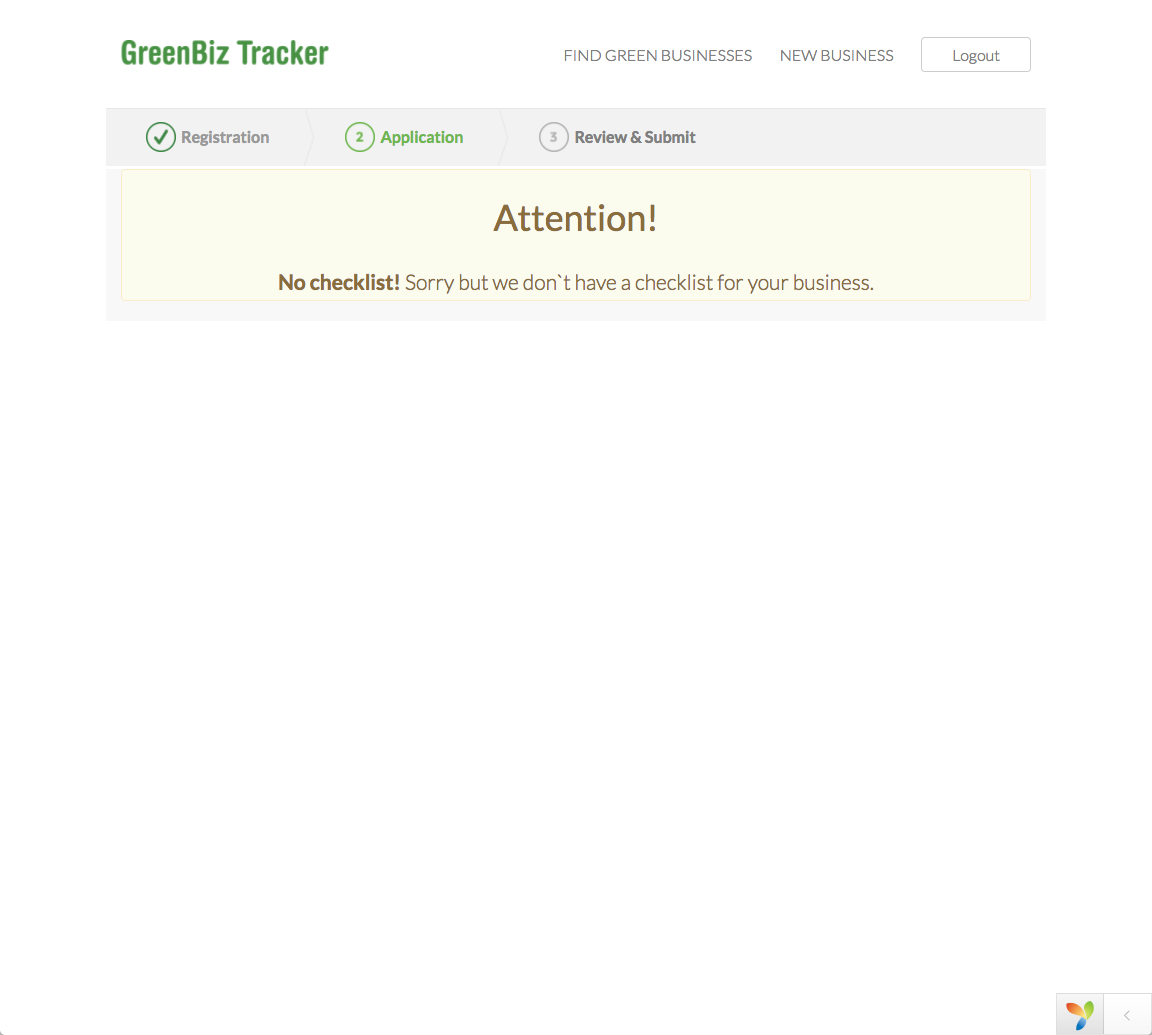 GreenBiz Tracker
FIND GREEN BUSINESSES NEW BUSINESS Logout
Registration 2 Application 3 Review & Submit
Attention!
No checklist! Sorry but we don`t have a checklist for your business.